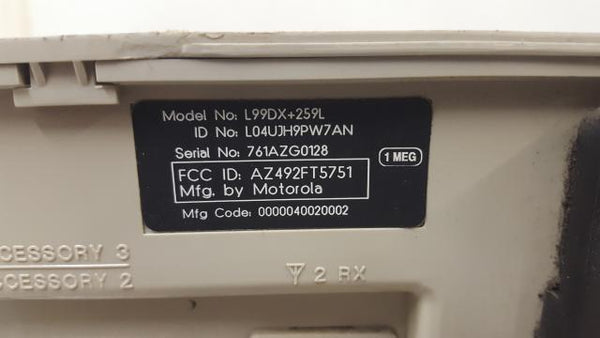 Model No: L99DX+259L
ID No: L04UJH9PW7AN
Serial No: 761AZG0128
1 MEG
FCC ID: AZ492FT5751
Mfg. by Motorola
Mfg Code: 0000040020002
CESSORY 3
CCESSORY 2
2 RX